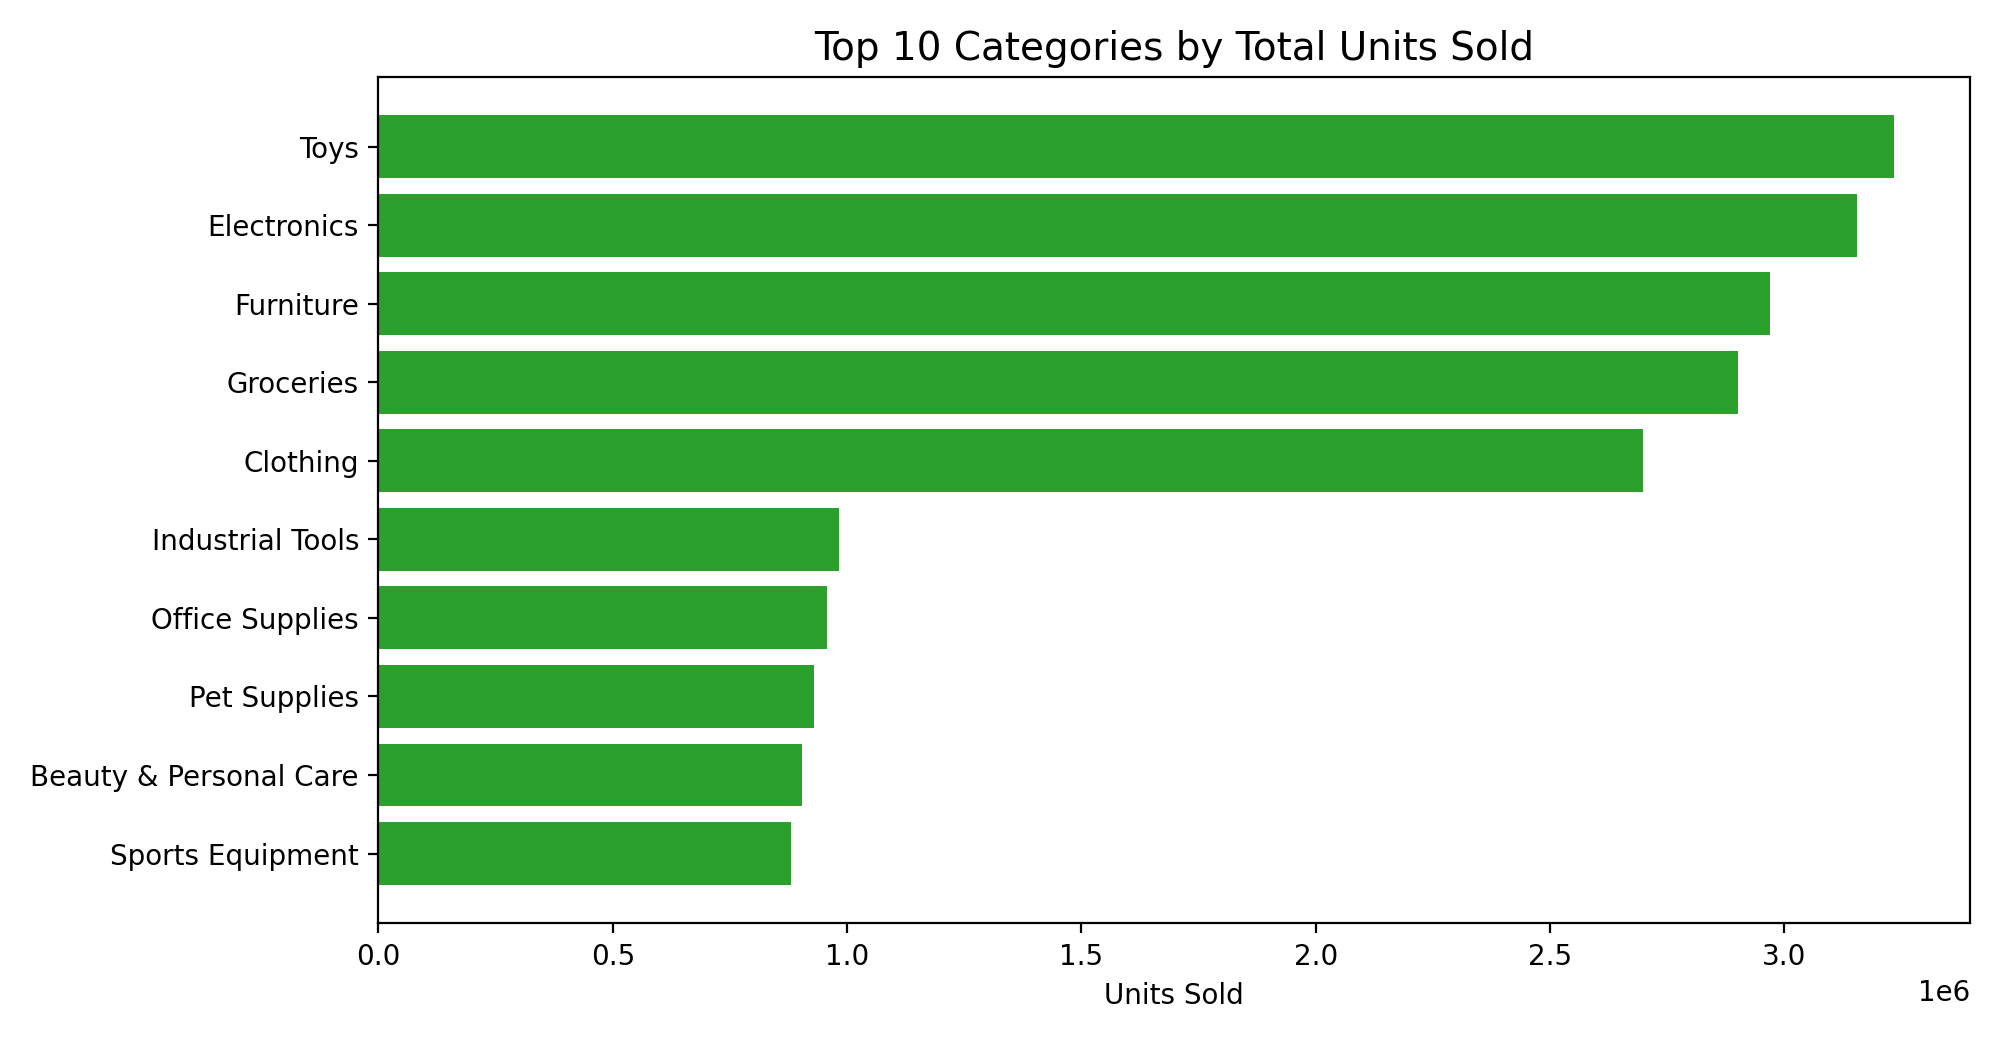 Top 10 Categories by Total Units Sold
Toys
Electronics
Furniture
Groceries
Clothing
Industrial Tools
Office Supplies
Pet Supplies
Beauty & Personal Care
Sports Equipment
0.0 0.5 1.0 1.5 2.0 2.5 3.0
Units Sold
1e6